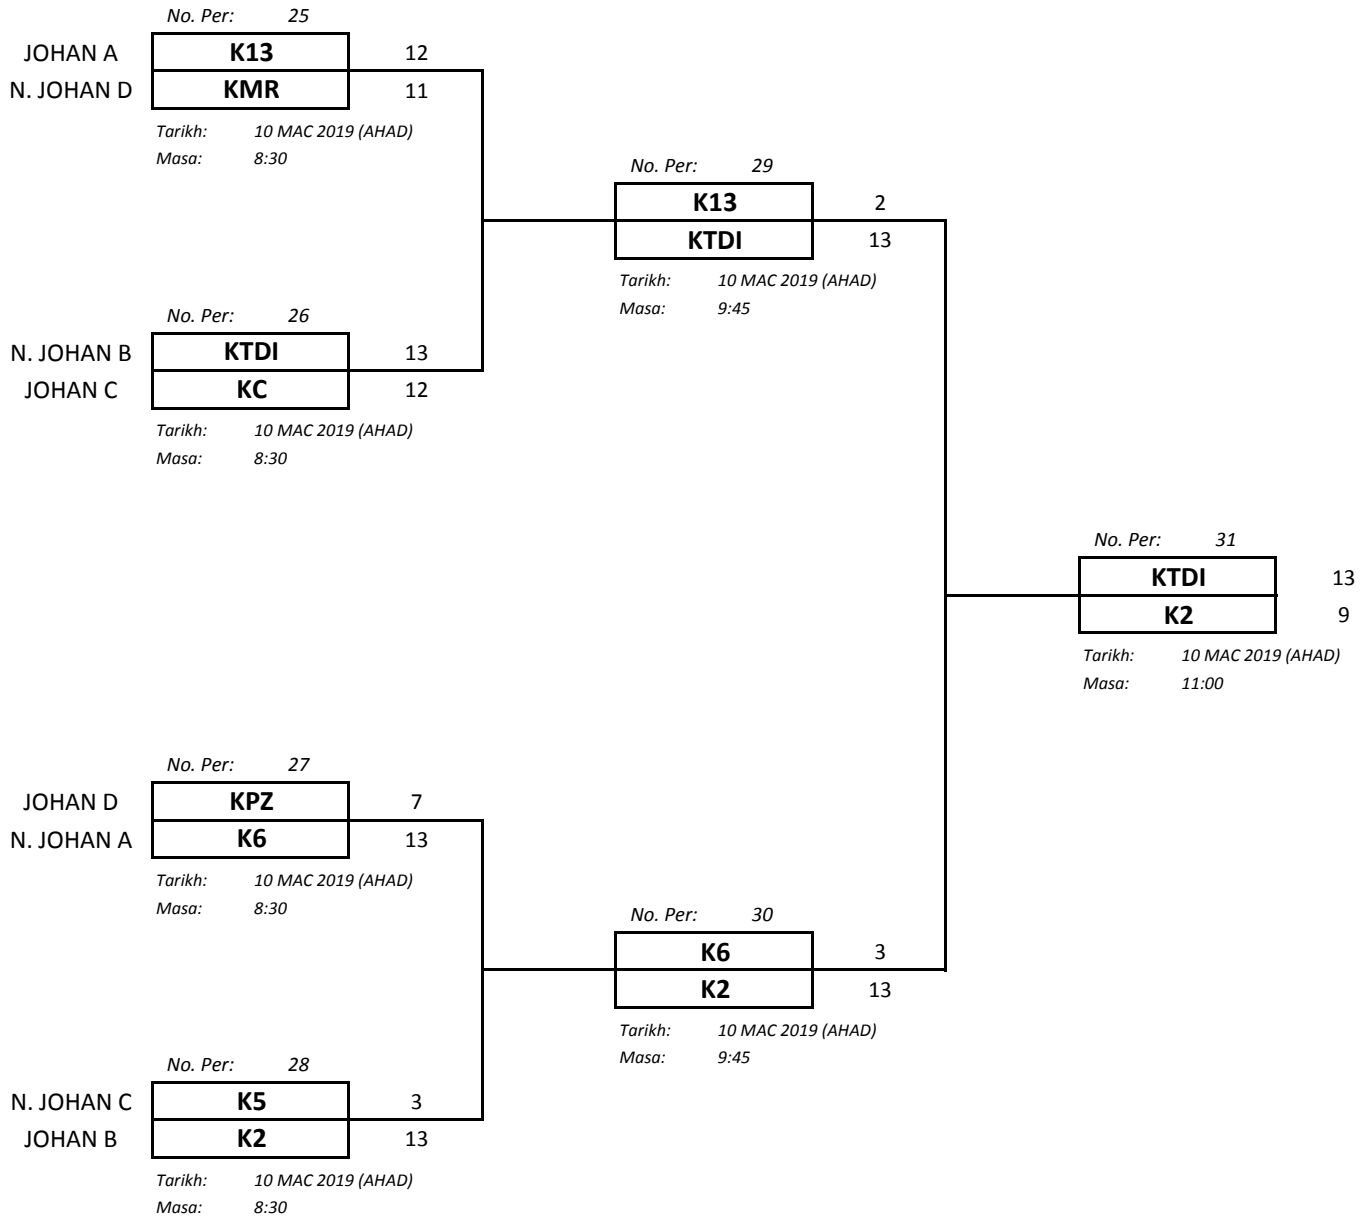 No. Per: 25
JOHAN A K13 12
N. JOHAN D KMR 11
Tarikh: 10 MAC 2019 (AHAD)
Masa: 8:30
No. Per: 29
K13 2
KTDI 13
Tarikh: 10 MAC 2019 (AHAD)
Masa: 9:45
No. Per: 26
N. JOHAN B KTDI 13
JOHAN C KC 12
Tarikh: 10 MAC 2019 (AHAD)
Masa: 8:30
No. Per: 31
KTDI 13
K2 9
Tarikh: 10 MAC 2019 (AHAD)
Masa: 11:00
No. Per: 27
JOHAN D KPZ 7
N. JOHAN A K6 13
Tarikh: 10 MAC 2019 (AHAD)
Masa: 8:30
No. Per: 30
K6 3
K2 13
Tarikh: 10 MAC 2019 (AHAD)
Masa: 9:45
No. Per: 28
N. JOHAN C K5 3
JOHAN B K2 13
Tarikh: 10 MAC 2019 (AHAD)
Masa: 8:30